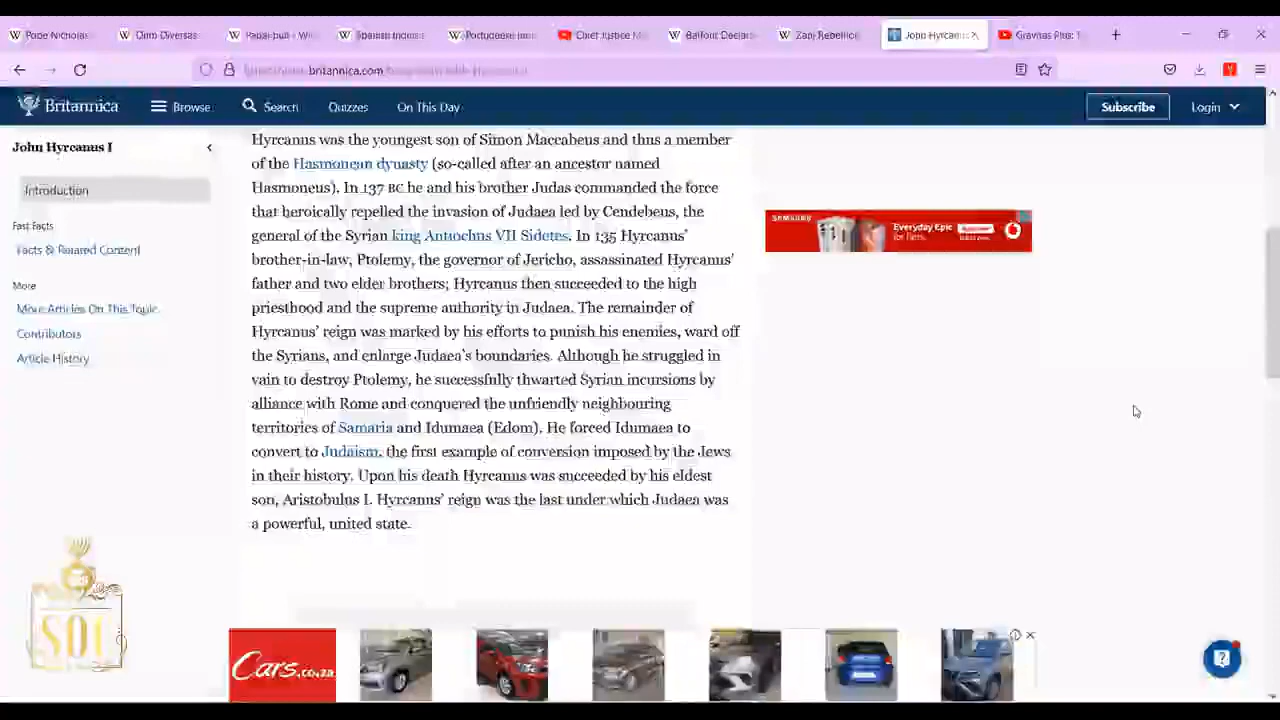 Pope Nicholas
Dum Diversas
Papal bull - Wi
Spanish Inquis
Portuguese Inqu
Chief Justice M
Balfour Declara
Zanj Rebellion
John Hyrcanus
Gravitas Plus: T
britannica.com
Britannica
Browse
Search
Quizzes
On This Day
Subscribe
Login
John Hyrcanus I
Introduction
Fast Facts
Facts & Related Content
More
More Articles On This Topic
Contributors
Article History
Hyrcanus was the youngest son of Simon Maccabeus and thus a member
of the Hasmonean dynasty (so-called after an ancestor named
Hasmoneus). In 137 BC he and his brother Judas commanded the force
that heroically repelled the invasion of Judaea led by Cendebeus, the
general of the Syrian king Antiochus VII Sidetes. In 135 Hyrcanus'
brother-in-law, Ptolemy, the governor of Jericho, assassinated Hyrcanus'
father and two elder brothers; Hyrcanus then succeeded to the high
priesthood and the supreme authority in Judaea. The remainder of
Hyrcanus' reign was marked by his efforts to punish his enemies, ward off
the Syrians, and enlarge Judaea's boundaries. Although he struggled in
vain to destroy Ptolemy, he successfully thwarted Syrian incursions by
alliance with Rome and conquered the unfriendly neighbouring
territories of Samaria and Idumaea (Edom). He forced Idumaea to
convert to Judaism, the first example of conversion imposed by the Jews
in their history. Upon his death Hyrcanus was succeeded by his eldest
son, Aristobulus I. Hyrcanus' reign was the last under which Judaea was
a powerful, united state.
SAMSUNG
Everyday Epic
for Fans.
Cars.co.za